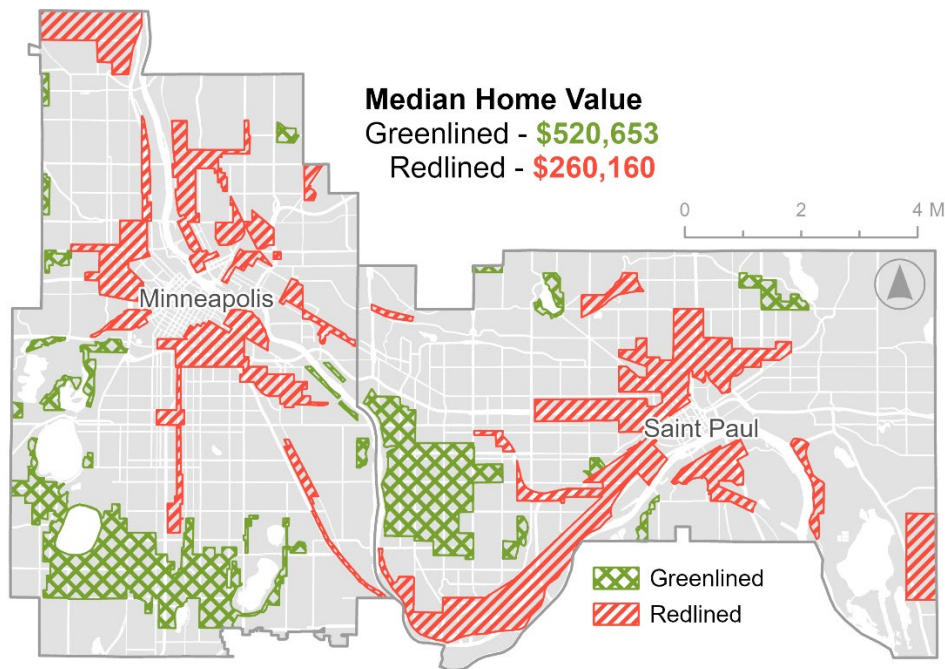 Median Home Value
Greenlined - $520,653
Redlined - $260,160
0 2 4 M
Minneapolis
Saint Paul
Greenlined
Redlined